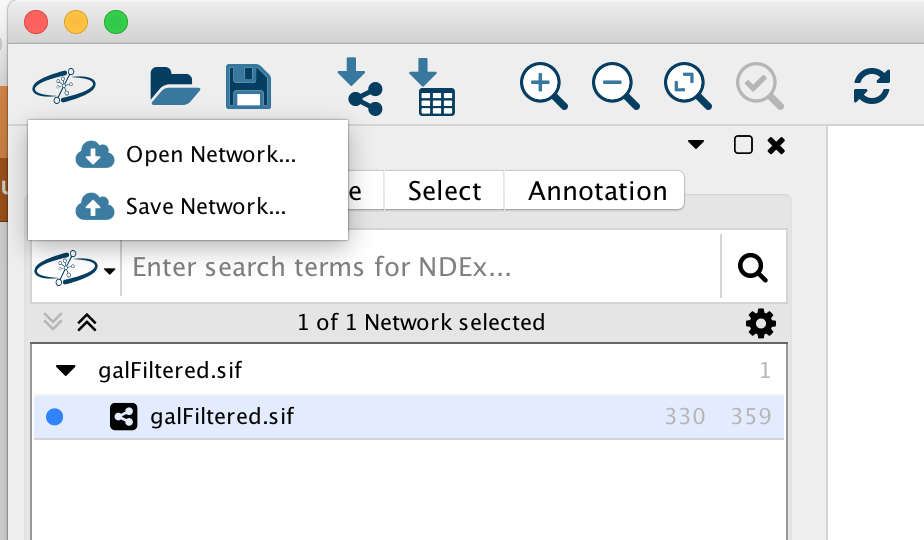 Open Network...
Save Network...
e Select Annotation
Enter search terms for NDEx...
1 of 1 Network selected
galFiltered.sif 1
galFiltered.sif 330 359